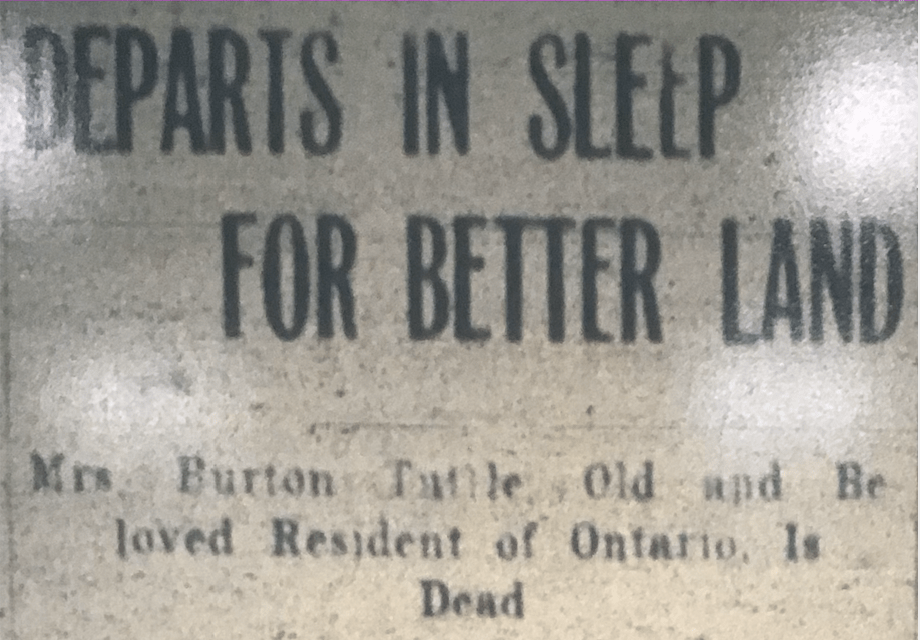 DEPARTS IN SLEEP
FOR BETTER LAND
Mrs. Burton Tuttle, Old and Be
loved Resident of Ontario, Is
Dead